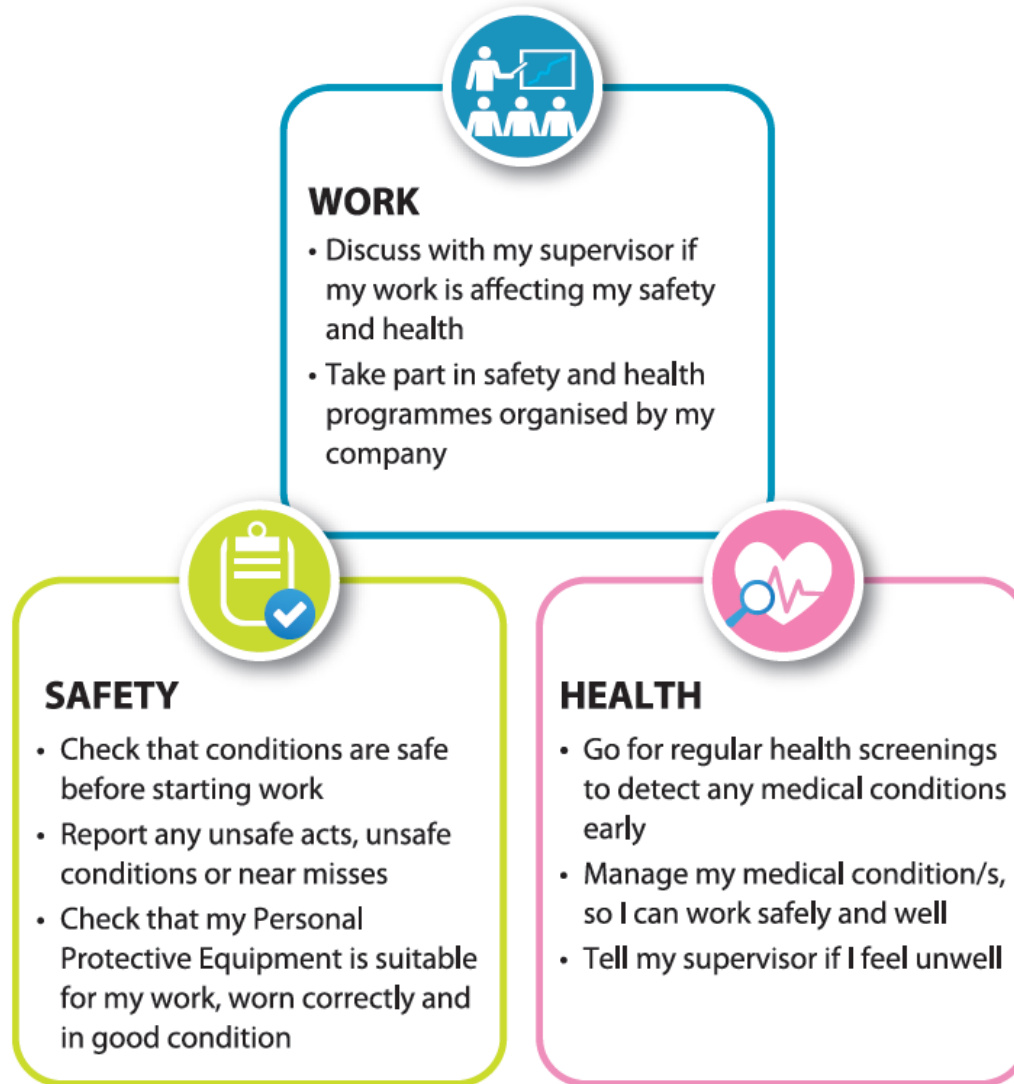 WORK
• Discuss with my supervisor if
my work is affecting my safety
and health
• Take part in safety and health
programmes organised by my
company
SAFETY
• Check that conditions are safe
before starting work
• Report any unsafe acts, unsafe
conditions or near misses
• Check that my Personal
Protective Equipment is suitable
for my work, worn correctly and
in good condition
HEALTH
• Go for regular health screenings
to detect any medical conditions
early
• Manage my medical condition/s,
so I can work safely and well
• Tell my supervisor if I feel unwell